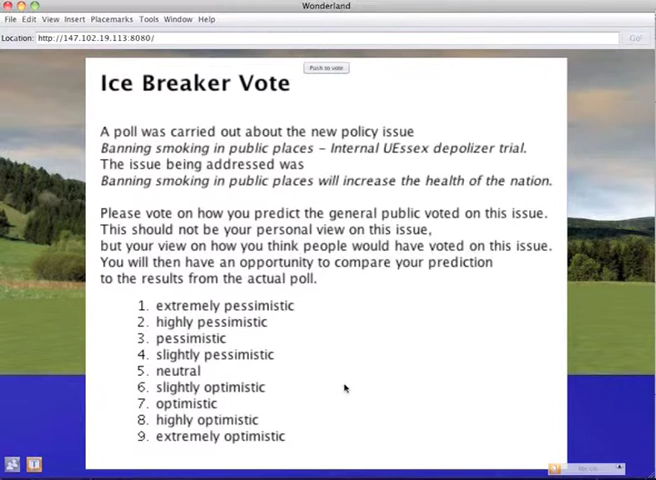 Wonderland
File Edit View Insert Placemarks Tools Window Help
Location: http://147.102.19.113:8080/ Go!
Push to vote
Ice Breaker Vote
A poll was carried out about the new policy issue
Banning smoking in public places - Internal UEssex depolizer trial.
The issue being addressed was
Banning smoking in public places will increase the health of the nation.
Please vote on how you predict the general public voted on this issue.
This should not be your personal view on this issue,
but your view on how you think people would have voted on this issue.
You will then have an opportunity to compare your prediction
to the results from the actual poll.
1. extremely pessimistic
2. highly pessimistic
3. pessimistic
4. slightly pessimistic
5. neutral
6. slightly optimistic
7. optimistic
8. highly optimistic
9. extremely optimistic